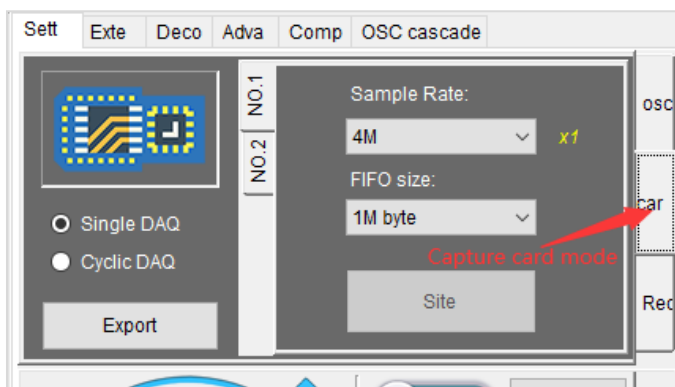 Sett Exte Deco Adva Comp OSC cascade
NO.1
NO.2
Sample Rate:
4M x1
FIFO size:
1M byte
Single DAQ
Cyclic DAQ
Capture card mode
Export
Site
osc
car
Rec